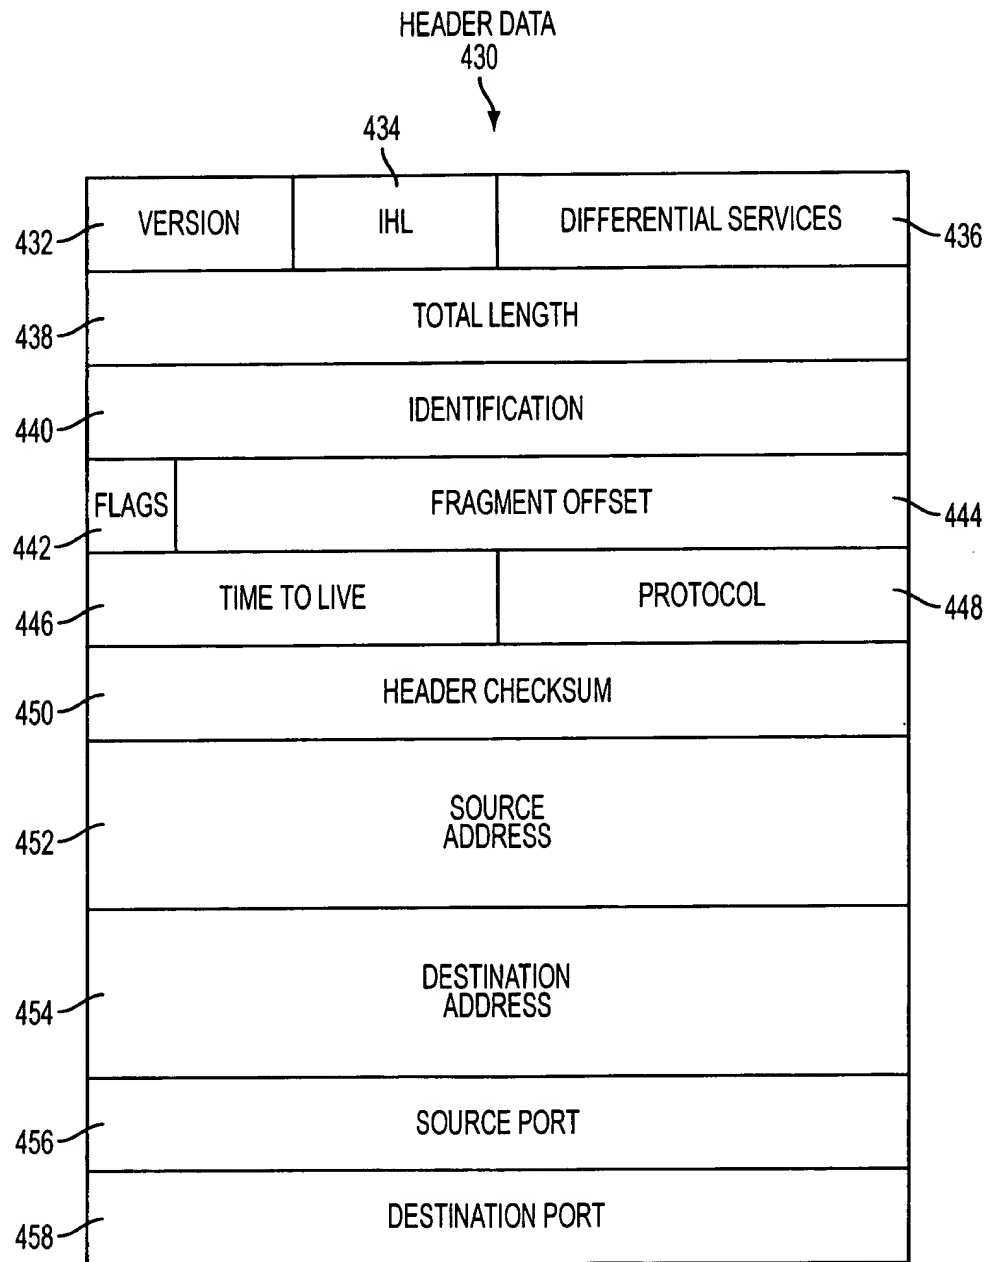 HEADER DATA
430
434
VERSION IHL DIFFERENTIAL SERVICES
432 436
TOTAL LENGTH
438
IDENTIFICATION
440
FLAGS FRAGMENT OFFSET
442 444
TIME TO LIVE PROTOCOL
446 448
HEADER CHECKSUM
450
SOURCE
ADDRESS
452
DESTINATION
ADDRESS
454
SOURCE PORT
456
DESTINATION PORT
458